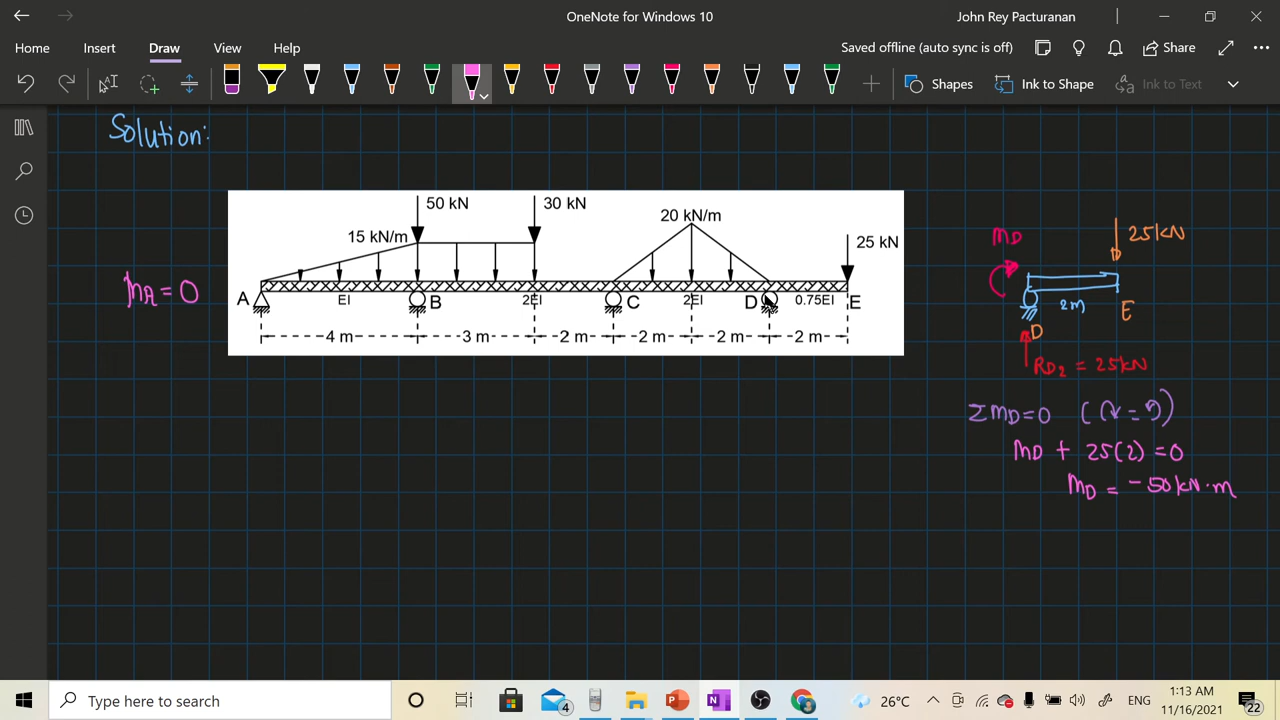 OneNote for Windows 10
John Rey Pacturanan
Home Insert Draw View Help
Saved offline (auto sync is off)
Share
Shapes
Ink to Shape
Ink to Text
Solution:
50 kN
30 kN
15 kN/m
20 kN/m
25 kN
A EI B 2EI C 2EI D 0.75EI E
4 m 3 m 2 m 2 m 2 m 2 m
MA = 0
MD
25kN
2m
D
E
RD2 = 25kN
ΣMD=0 (↷ = ↶)
MD + 25(2) = 0
MD = -50kN·m
Type here to search
4
26°C
ENG
1:13 AM
11/16/2021
22